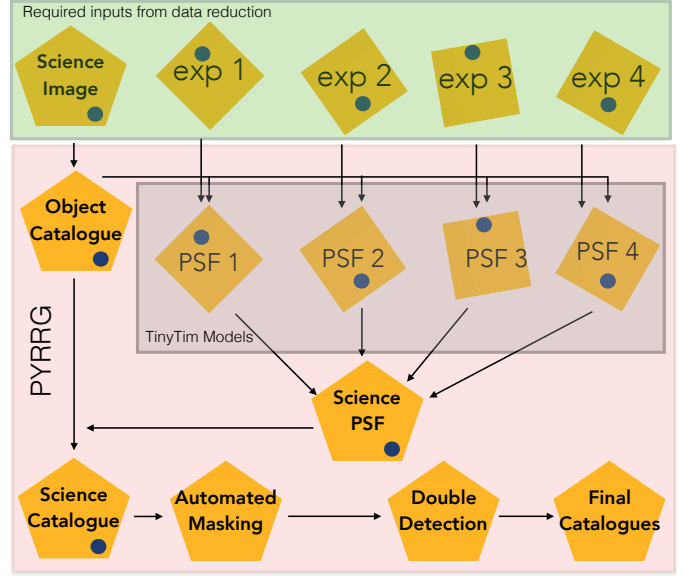 Required inputs from data reduction
Science
Image
exp 1
exp 2
exp 3
exp 4
Object
Catalogue
PSF 1
PSF 2
PSF 3
PSF 4
TinyTim Models
PYRRG
Science
PSF
Science
Catalogue
Automated
Masking
Double
Detection
Final
Catalogues